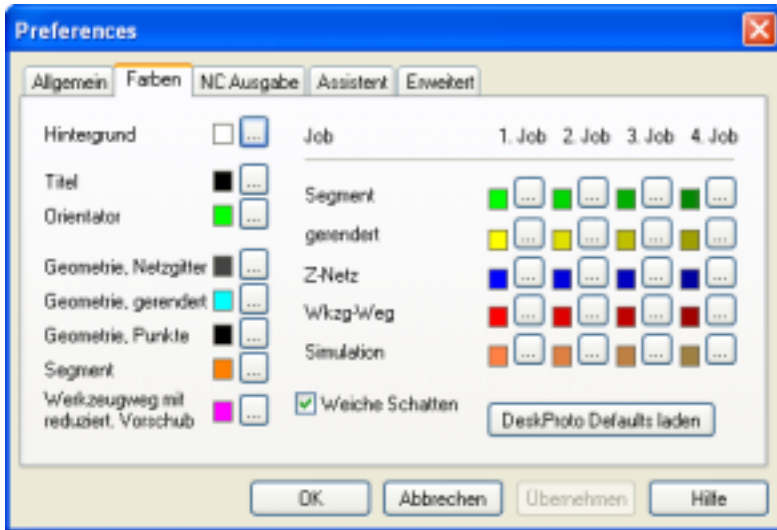 Preferences
Allgemein Farben NC Ausgabe Assistent Erweitert
Hintergrund ...
Titel ...
Orientator ...
Geometrie, Netzgitter ...
Geometrie, gerendert ...
Geometrie, Punkte ...
Segment ...
Werkzeugweg mit
reduziert. Vorschub ...
Job 1. Job 2. Job 3. Job 4. Job
Segment ... ... ... ...
gerendert ... ... ... ...
Z-Netz ... ... ... ...
Wkzg-Weg ... ... ... ...
Simulation ... ... ... ...
Weiche Schatten
DeskProto Defaults laden
OK Abbrechen Übernehmen Hilfe